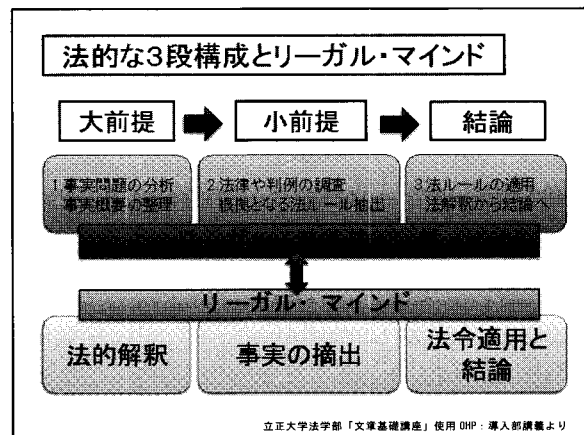 法的な3段構成とリーガル・マインド
大前提
小前提
結論
1 事実問題の分析
事実概要の整理
2 法律や判例の調査
根拠となる法ルール抽出
3 法ルールの適用
法解釈から結論へ
リーガル・マインド
法的解釈
事実の摘出
法令適用と
結論
立正大学法学部「文章基礎講座」使用OHP:導入部講義より